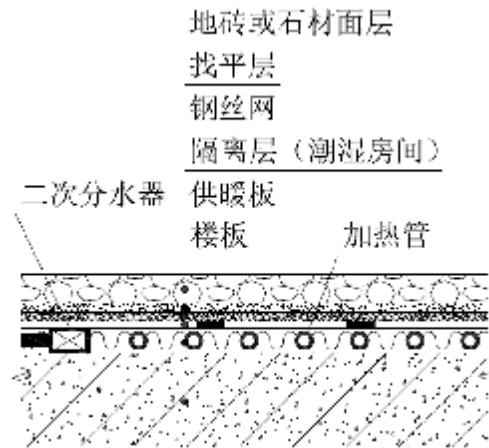 地砖或石材面层
找平层
钢丝网
隔离层（潮湿房间）
二次分水器 供暖板
楼板 加热管